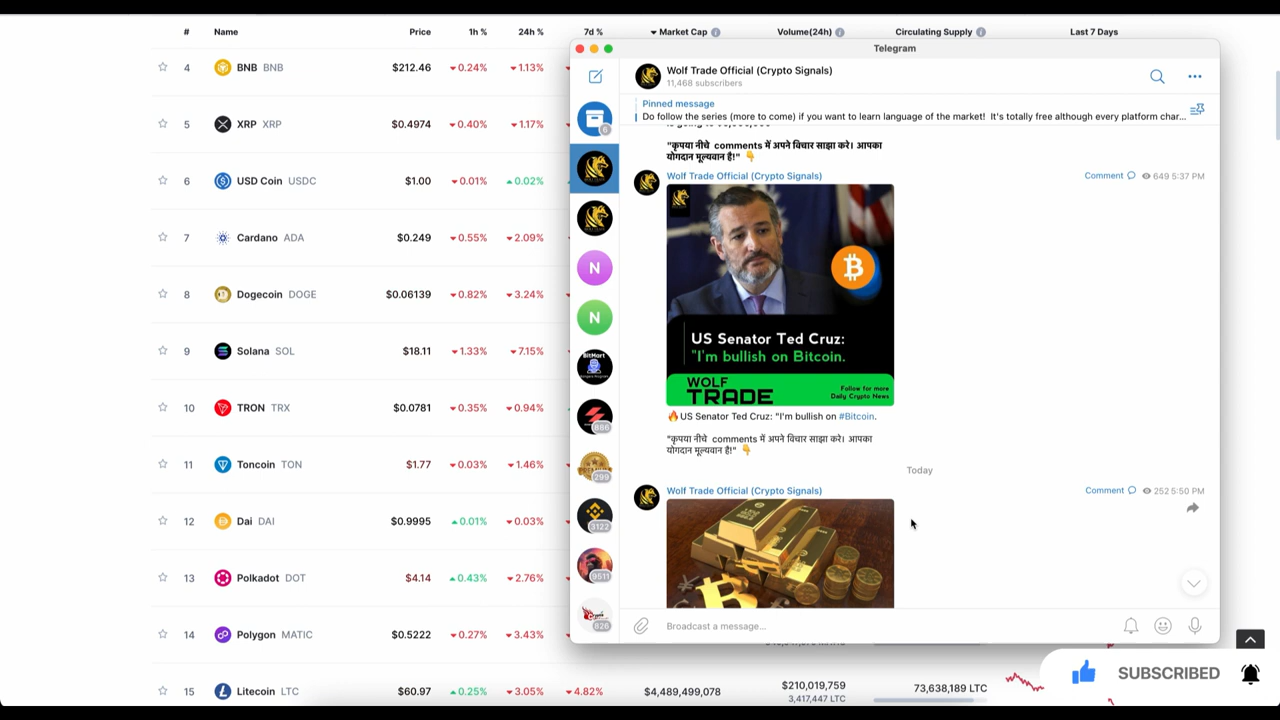 # Name Price 1h % 24h % 7d % Market Cap Volume(24h) Circulating Supply Last 7 Days
4 BNB BNB $212.46 0.24% 1.13%
5 XRP XRP $0.4974 0.40% 1.17%
6 USD Coin USDC $1.00 0.01% 0.02%
7 Cardano ADA $0.249 0.55% 2.09%
8 Dogecoin DOGE $0.06139 0.82% 3.24%
9 Solana SOL $18.11 1.33% 7.15%
10 TRON TRX $0.0781 0.35% 0.94%
11 Toncoin TON $1.77 0.03% 1.46%
12 Dai DAI $0.9995 0.01% 0.03%
13 Polkadot DOT $4.14 0.43% 2.76%
14 Polygon MATIC $0.5222 0.27% 3.43%
15 Litecoin LTC $60.97 0.25% 3.05% 4.82% $4,489,499,078 $210,019,759 73,638,189 LTC
3,417,447 LTC
Telegram
Wolf Trade Official (Crypto Signals)
11,468 subscribers
Pinned message
Do follow the series (more to come) if you want to learn language of the market! It's totally free although every platform char...
"कृपया नीचे comments में अपने विचार साझा करे। आपका
योगदान मूल्यवान है!" 👇
Wolf Trade Official (Crypto Signals) Comment 649 5:37 PM
US Senator Ted Cruz:
"I'm bullish on Bitcoin.
WOLF
TRADE
Follow for more
Daily Crypto News
🔥US Senator Ted Cruz: "I'm bullish on #Bitcoin.
"कृपया नीचे comments में अपने विचार साझा करे। आपका
योगदान मूल्यवान है!" 👇
Today
Wolf Trade Official (Crypto Signals) Comment 252 5:50 PM
Broadcast a message...
6
N
N
BitMart
886
299
3122
9511
826
SUBSCRIBED